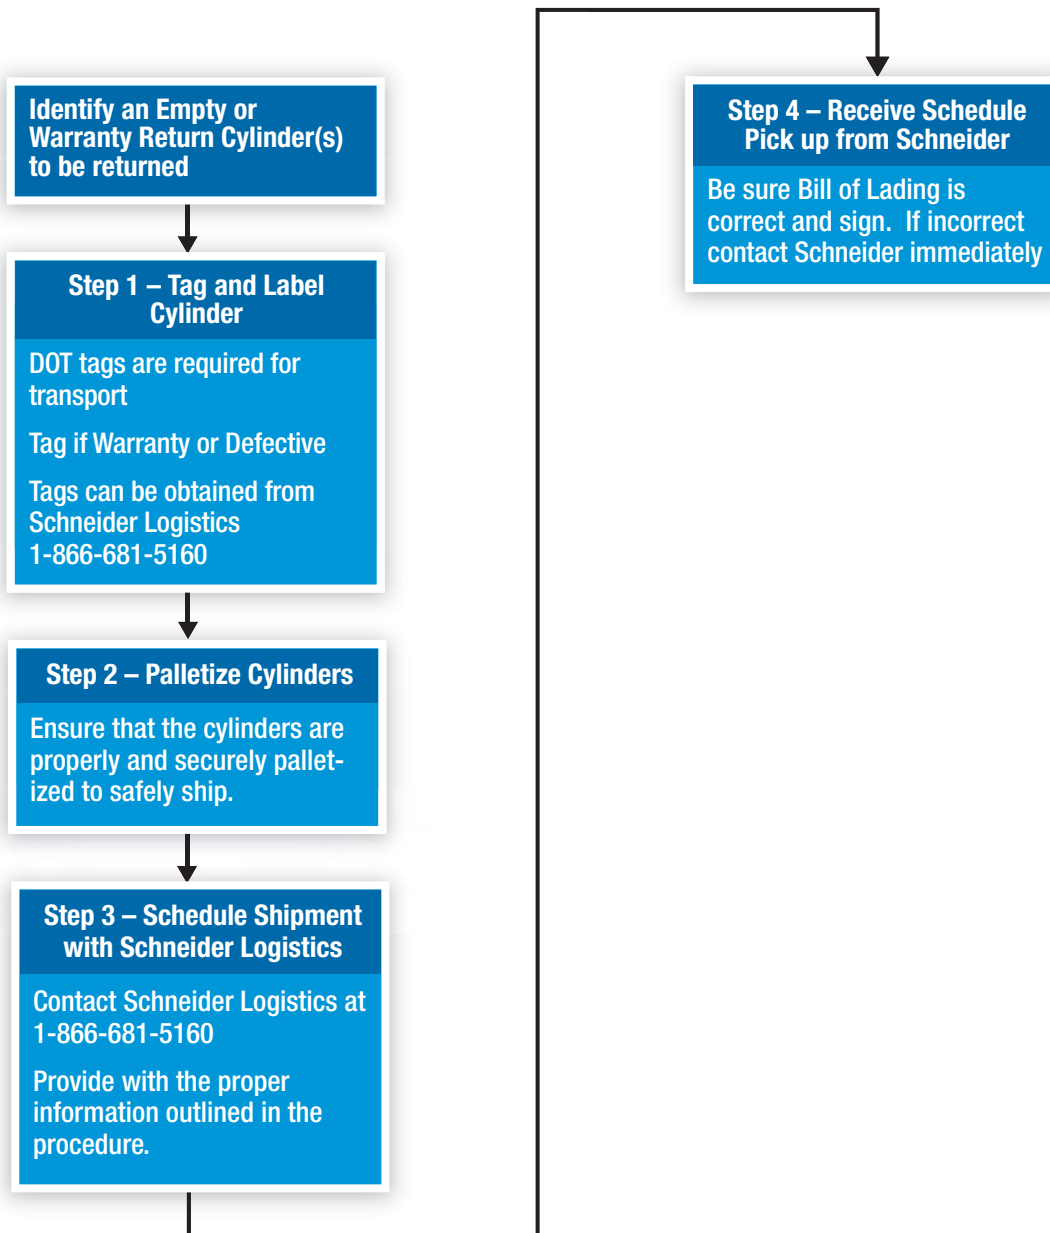 Identify an Empty or
Warranty Return Cylinder(s)
to be returned
Step 1 – Tag and Label
Cylinder
DOT tags are required for
transport
Tag if Warranty or Defective
Tags can be obtained from
Schneider Logistics
1-866-681-5160
Step 2 – Palletize Cylinders
Ensure that the cylinders are
properly and securely pallet-
ized to safely ship.
Step 3 – Schedule Shipment
with Schneider Logistics
Contact Schneider Logistics at
1-866-681-5160
Provide with the proper
information outlined in the
procedure.
Step 4 – Receive Schedule
Pick up from Schneider
Be sure Bill of Lading is
correct and sign.  If incorrect
contact Schneider immediately